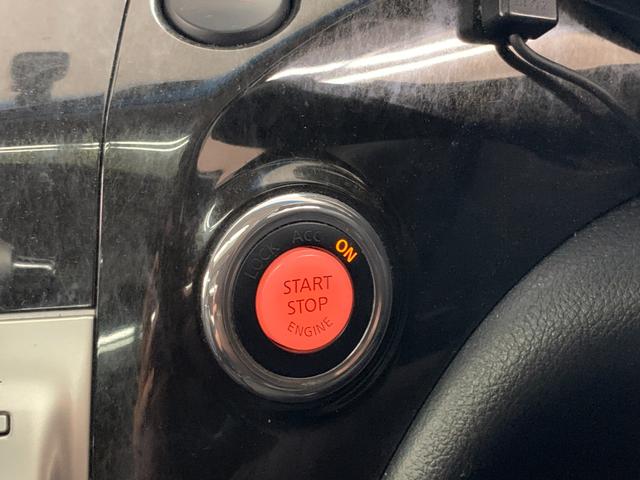 LOCK ACC ON
START
STOP
ENGINE